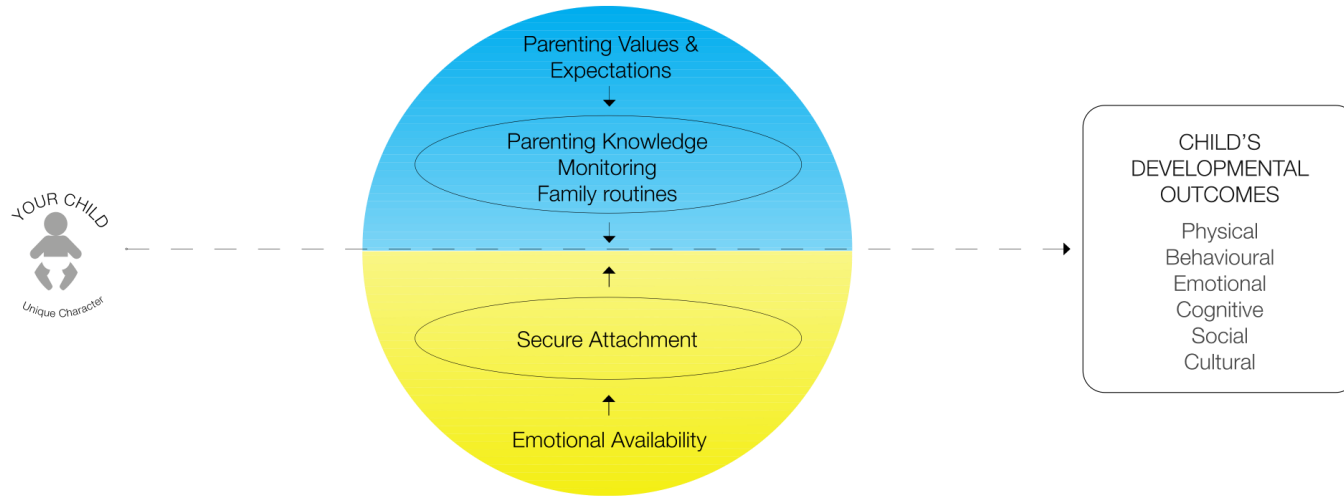 YOUR CHILD
Unique Character
Parenting Values &
Expectations
Parenting Knowledge
Monitoring
Family routines
Secure Attachment
Emotional Availability
CHILD'S
DEVELOPMENTAL
OUTCOMES
Physical
Behavioural
Emotional
Cognitive
Social
Cultural